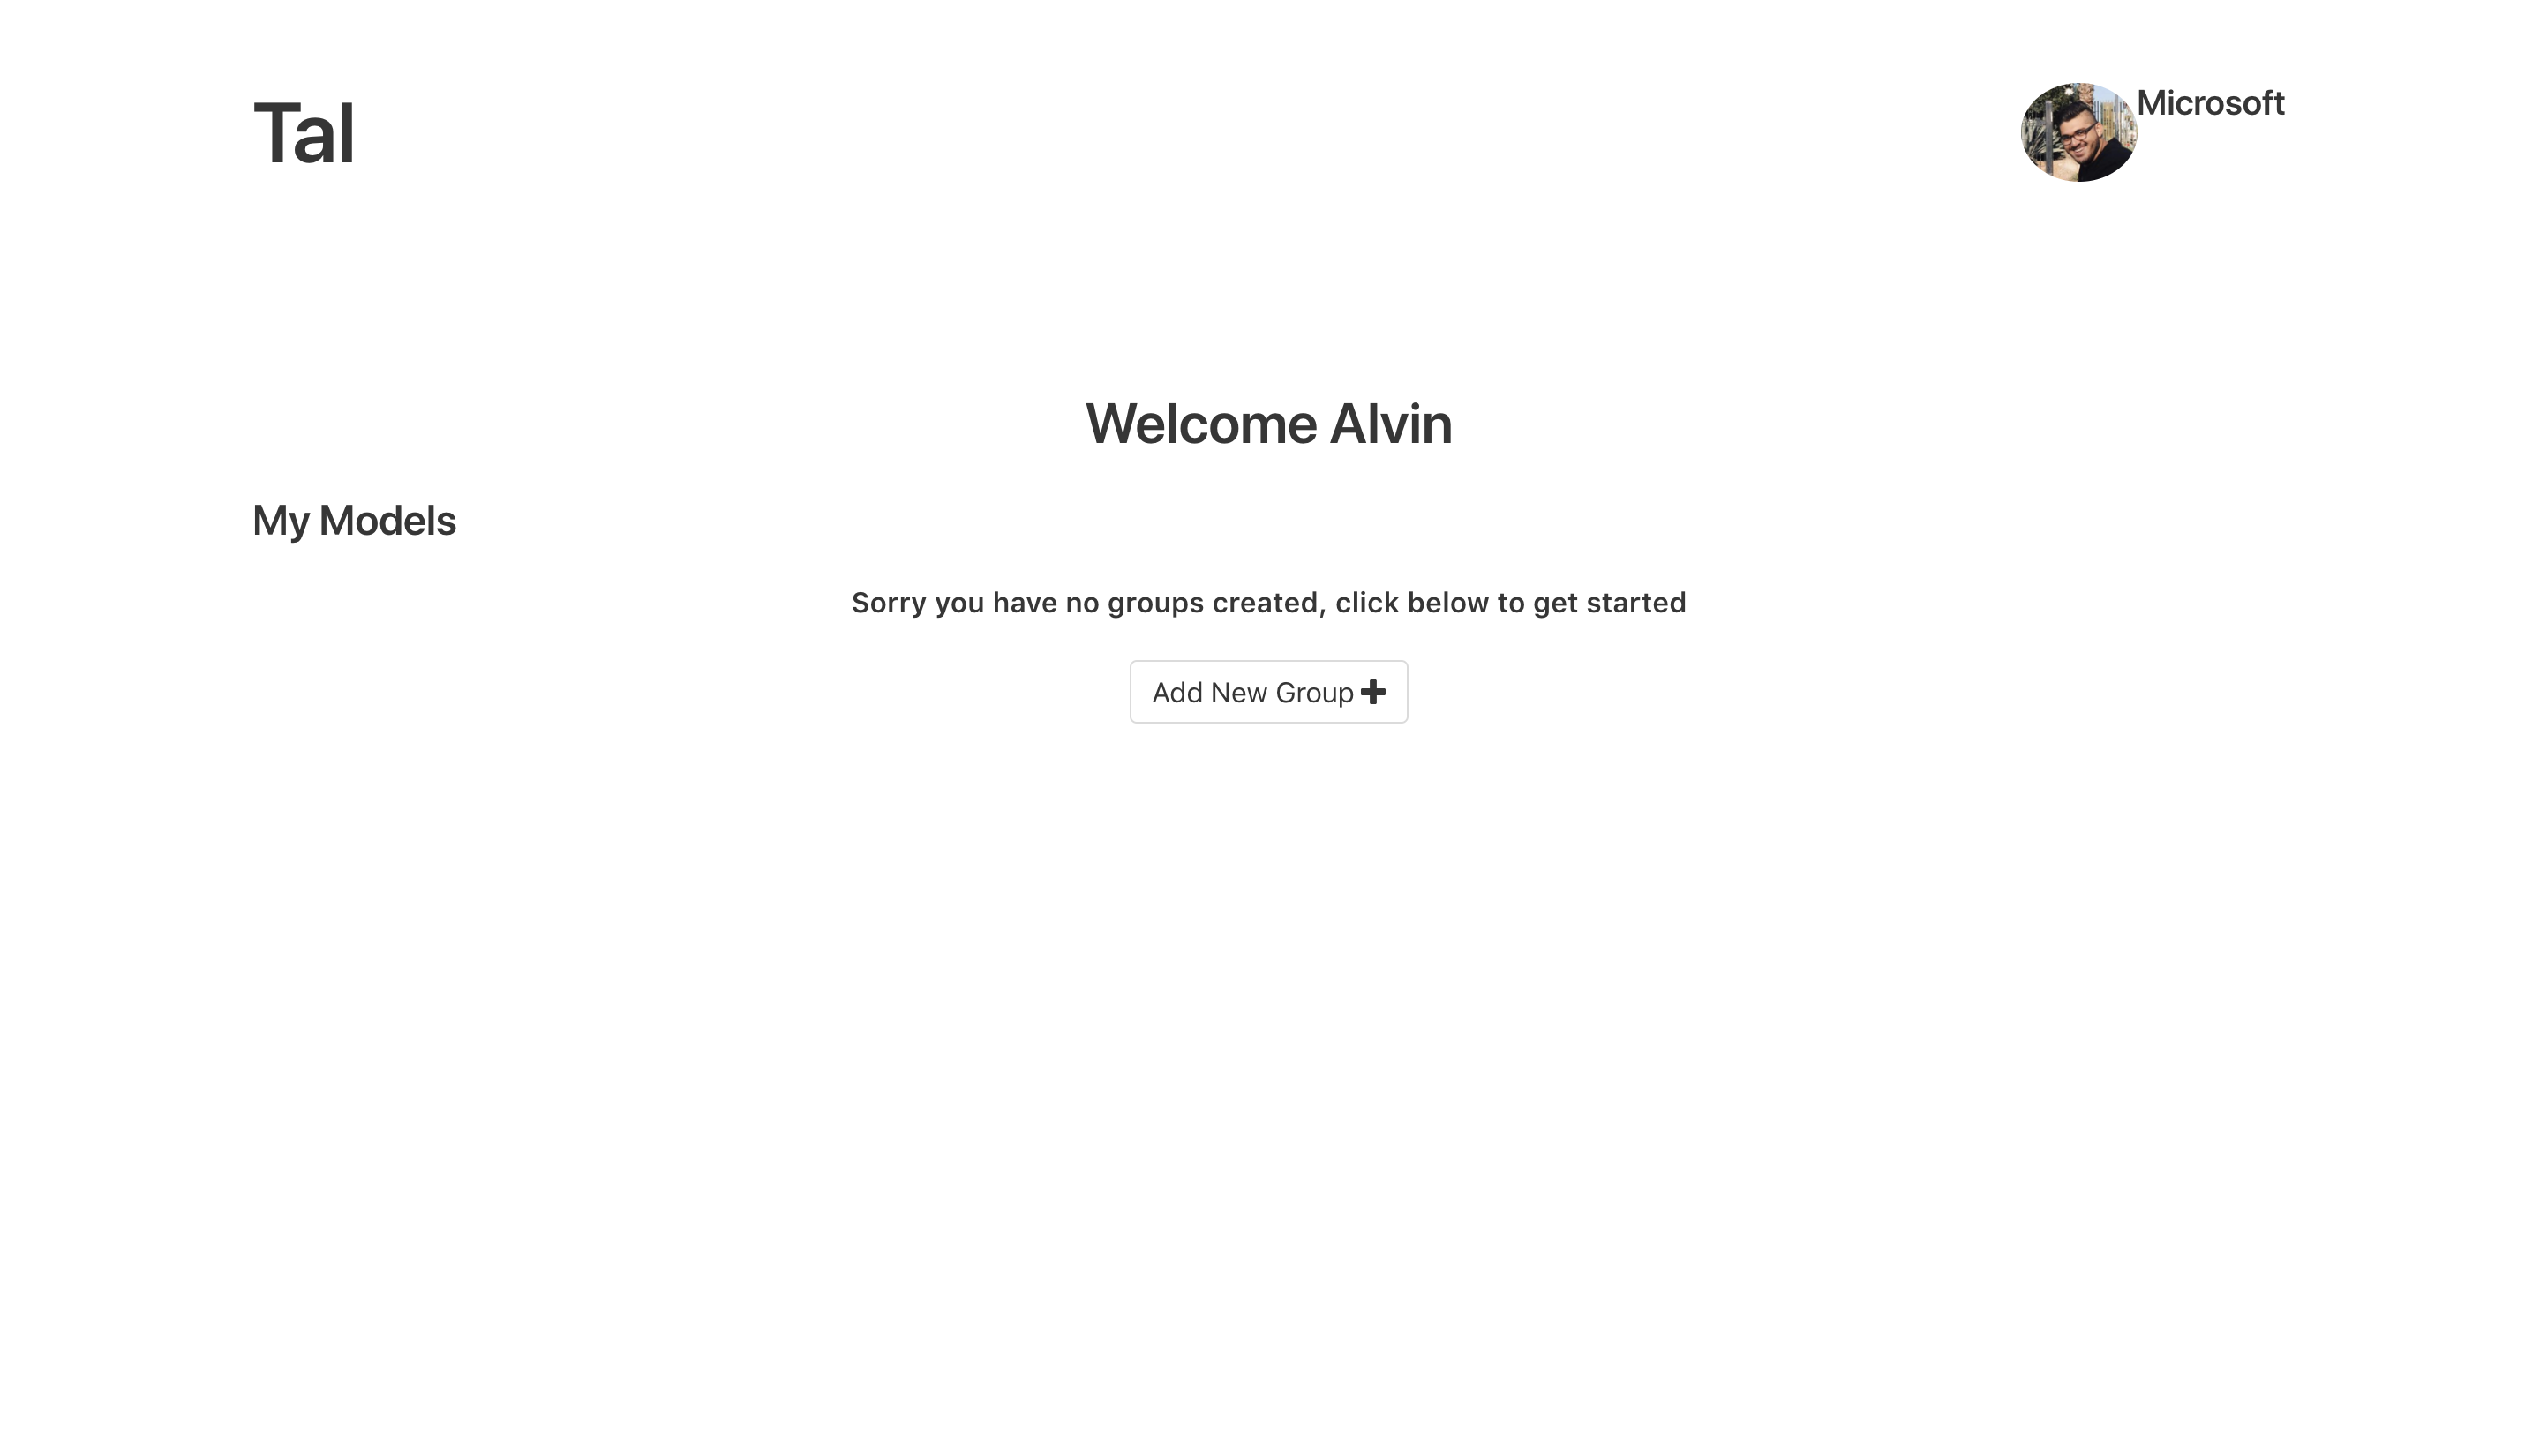 Tal
Microsoft
Welcome Alvin
My Models
Sorry you have no groups created, click below to get started
Add New Group